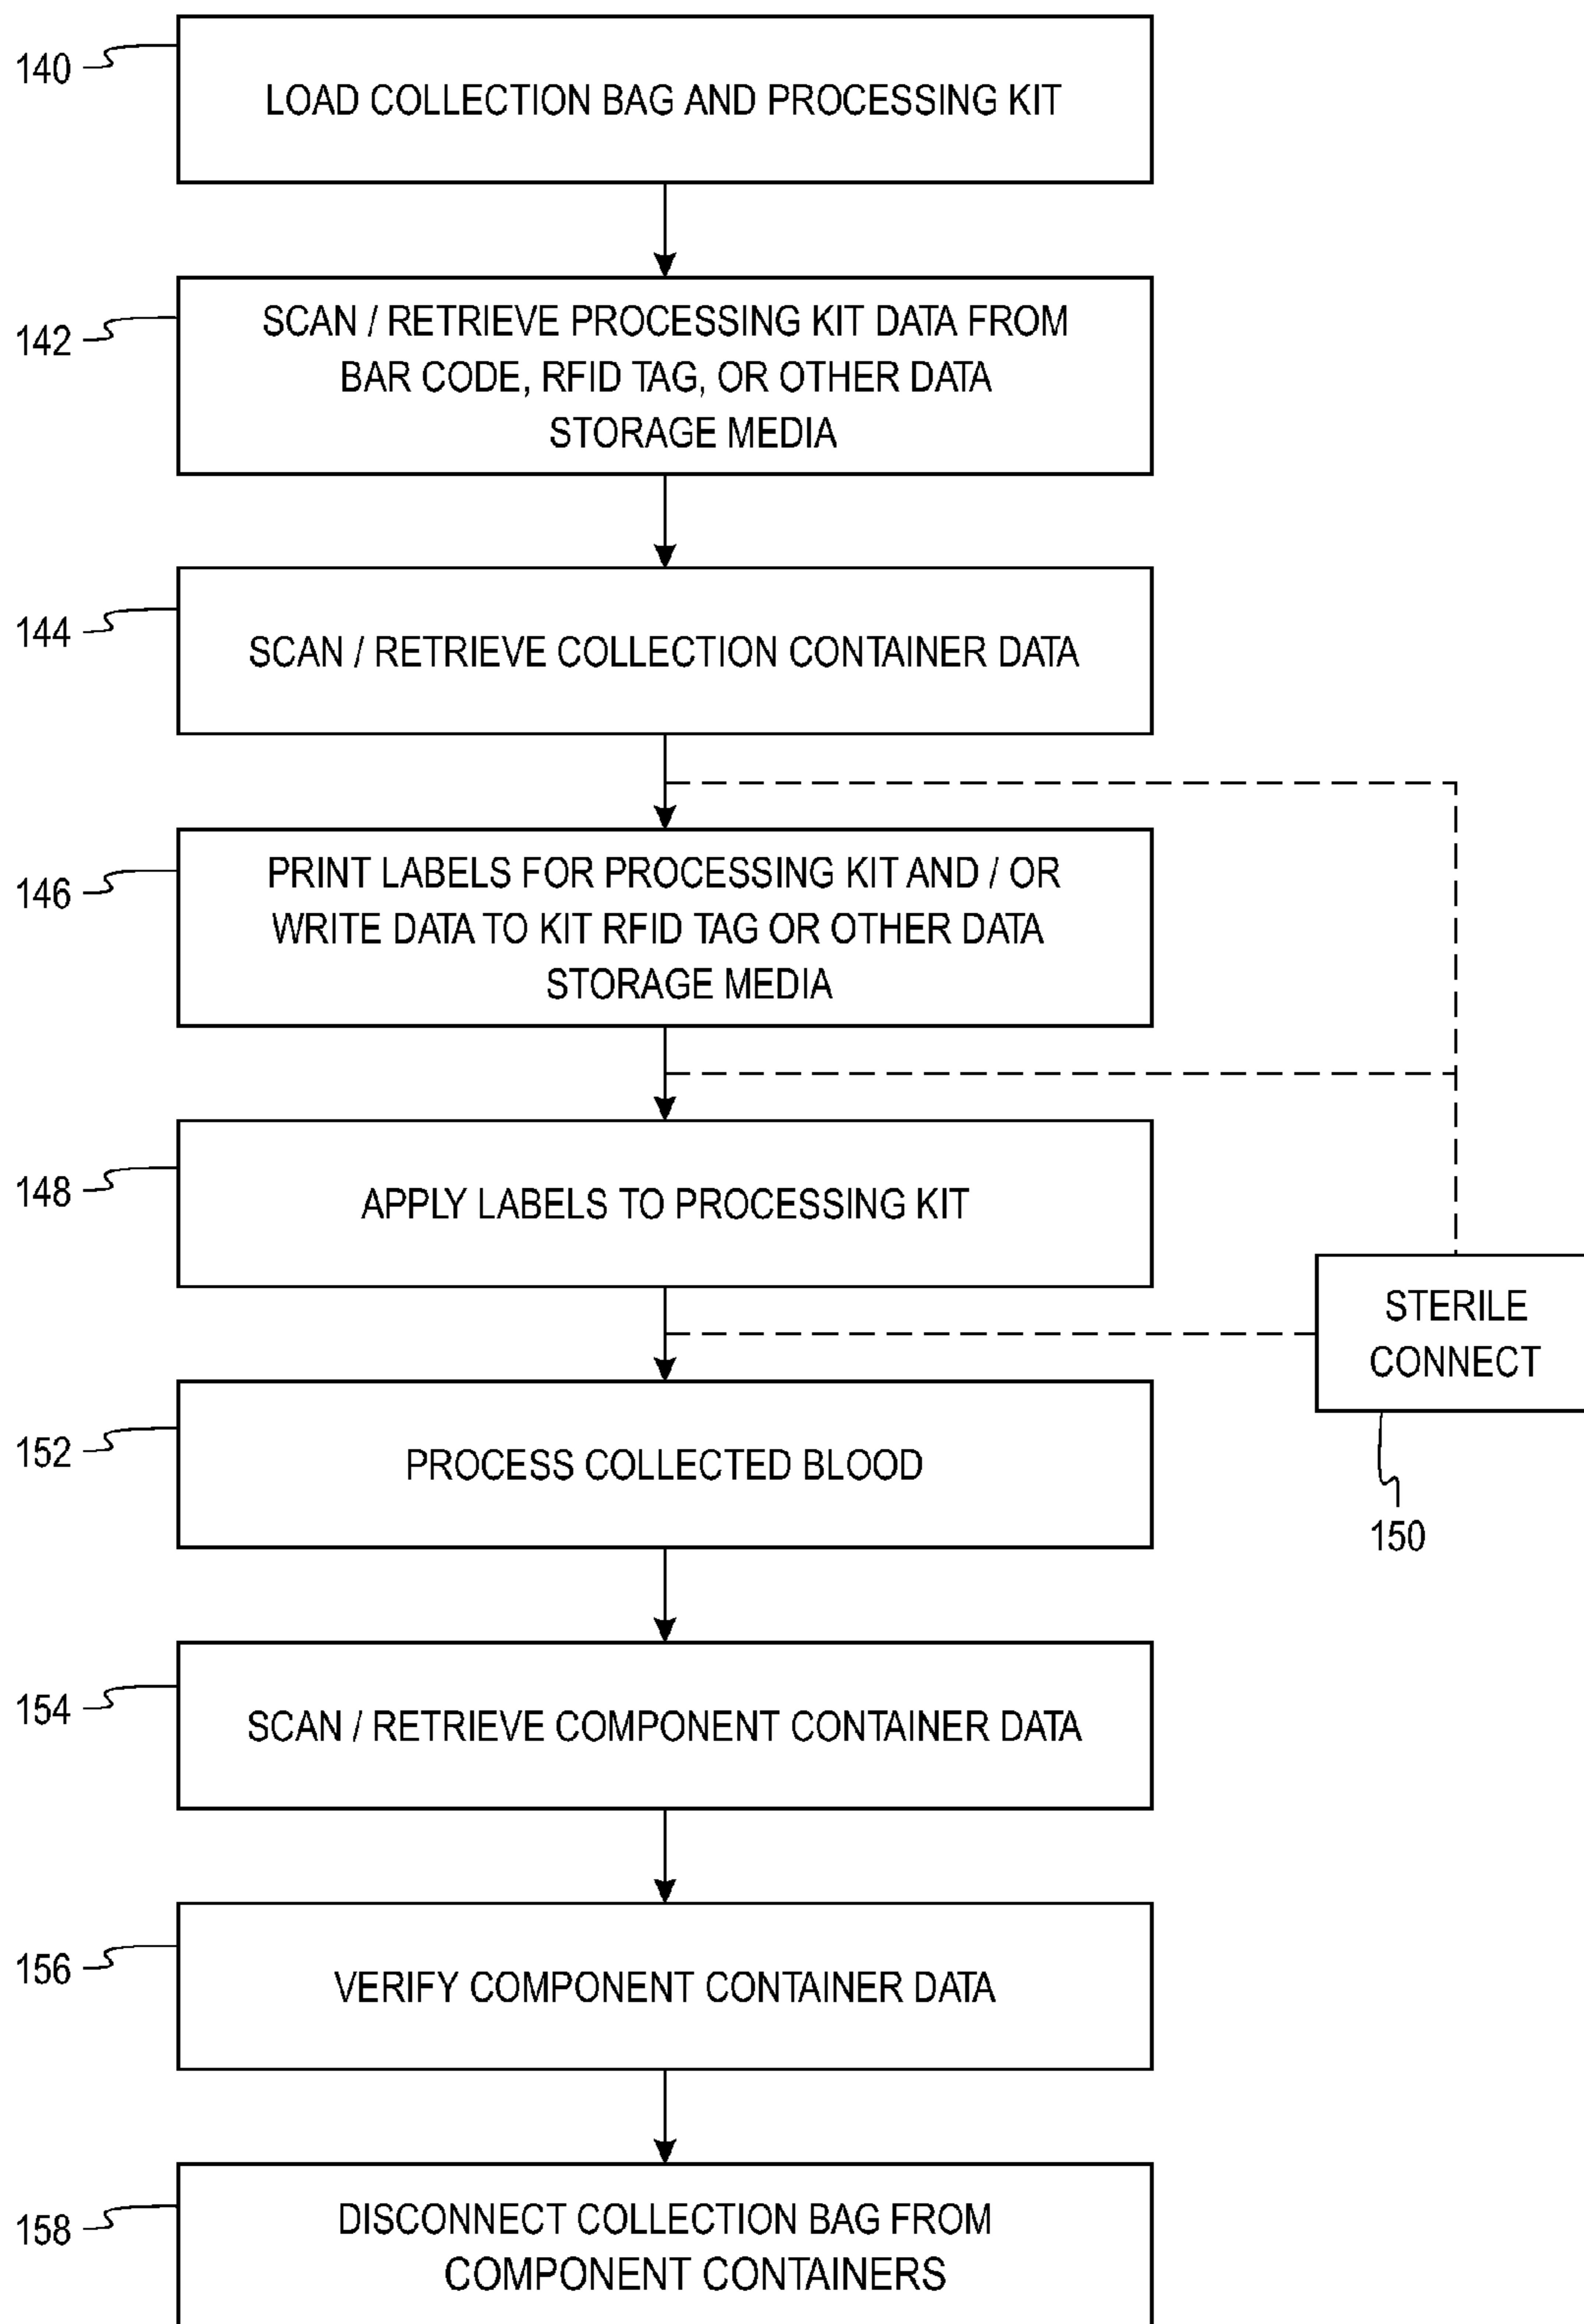 140
LOAD COLLECTION BAG AND PROCESSING KIT
142
SCAN / RETRIEVE PROCESSING KIT DATA FROM
BAR CODE, RFID TAG, OR OTHER DATA
STORAGE MEDIA
144
SCAN / RETRIEVE COLLECTION CONTAINER DATA
146
PRINT LABELS FOR PROCESSING KIT AND / OR
WRITE DATA TO KIT RFID TAG OR OTHER DATA
STORAGE MEDIA
148
APPLY LABELS TO PROCESSING KIT
STERILE
CONNECT
150
152
PROCESS COLLECTED BLOOD
154
SCAN / RETRIEVE COMPONENT CONTAINER DATA
156
VERIFY COMPONENT CONTAINER DATA
158
DISCONNECT COLLECTION BAG FROM
COMPONENT CONTAINERS